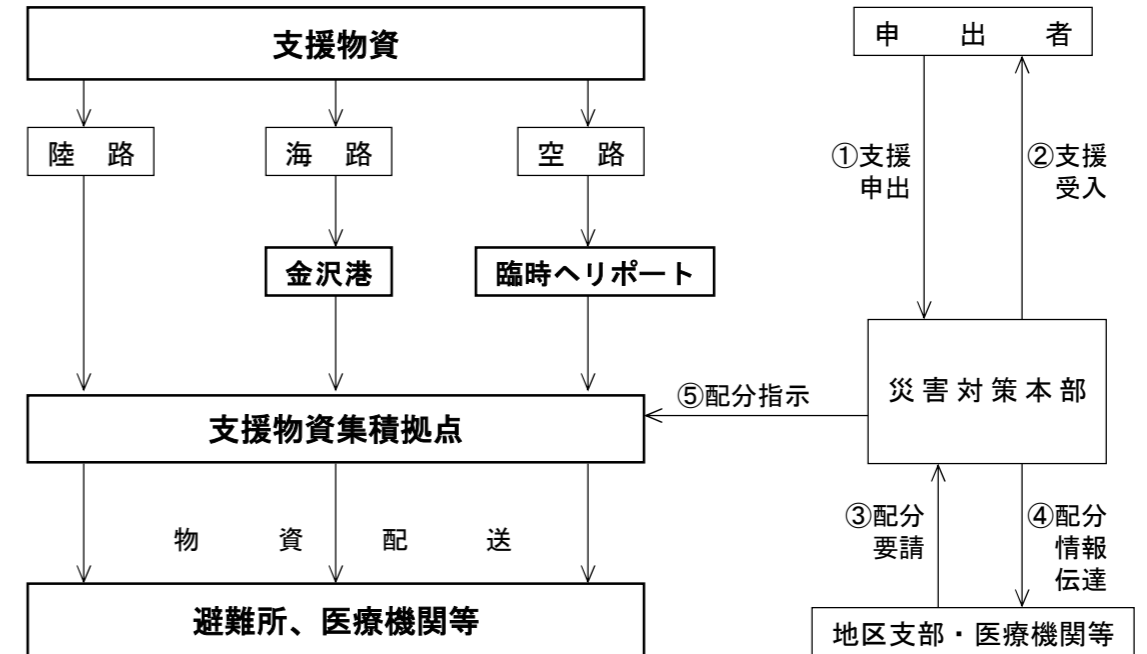 支援物資
陸路
海路
空路
金沢港
臨時ヘリポート
支援物資集積拠点
物資配送
避難所、医療機関等
申出者
①支援
申出
②支援
受入
災害対策本部
⑤配分指示
③配分
要請
④配分
情報
伝達
地区支部・医療機関等